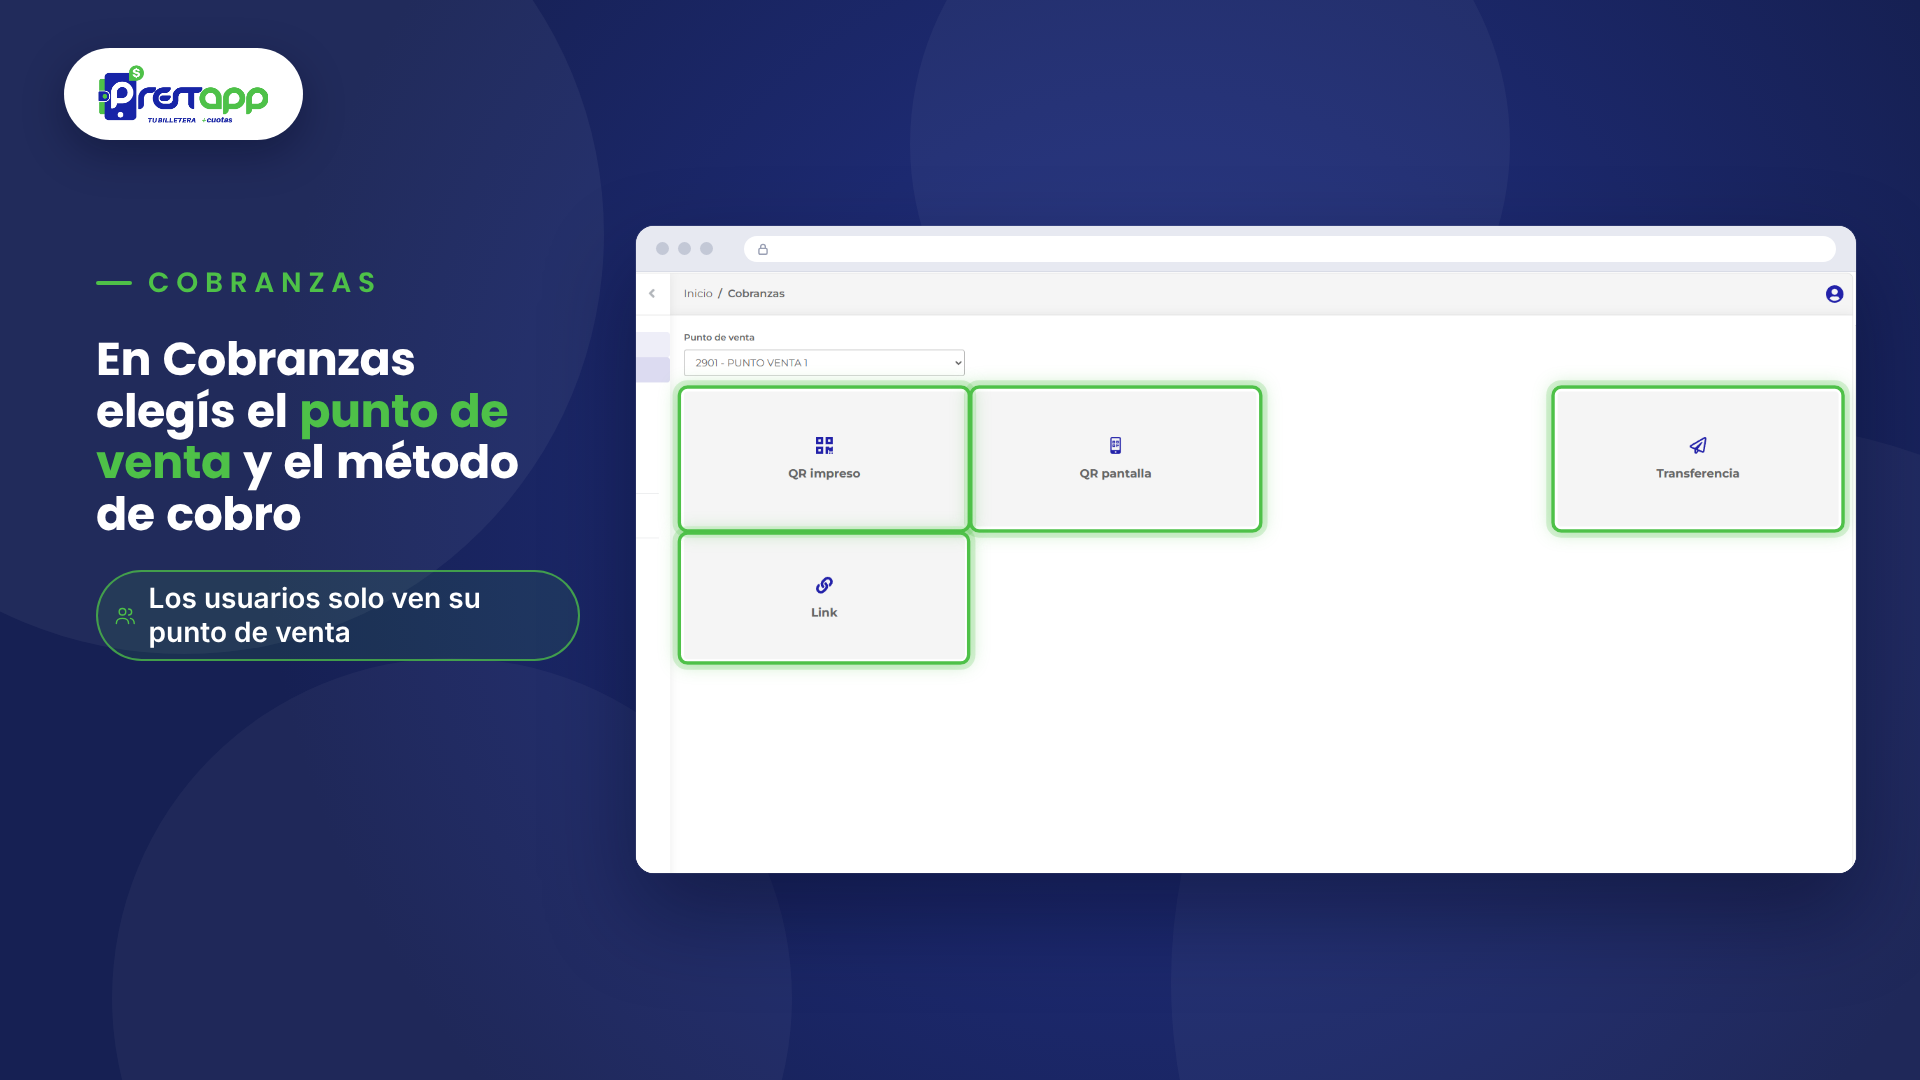 Prestapp
TU BILLETERA +cuotas
COBRANZAS
En Cobranzas
elegís el punto de
venta y el método
de cobro
Los usuarios solo ven su
punto de venta
Inicio / Cobranzas
Punto de venta
2901 - PUNTO VENTA 1
QR impreso
QR pantalla
Transferencia
Link